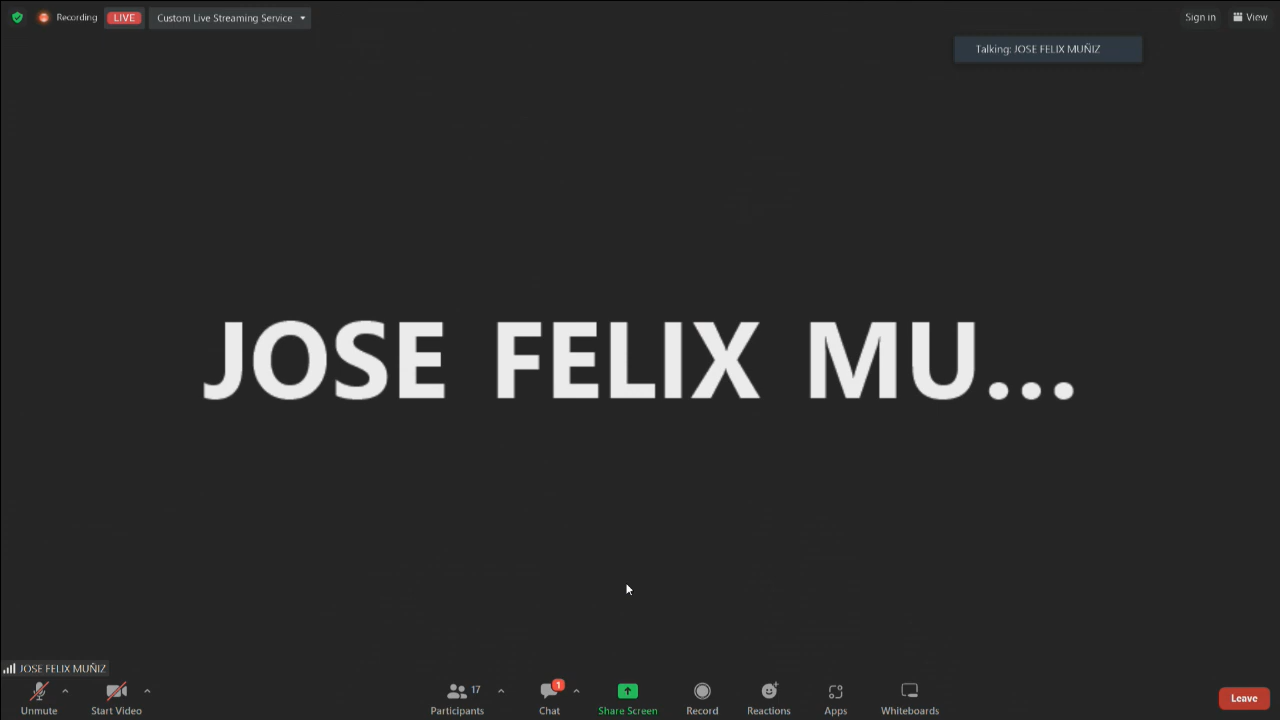 Recording LIVE Custom Live Streaming Service Sign in View
Talking: JOSE FELIX MUÑIZ
JOSE FELIX MU...
JOSE FELIX MUÑIZ
Unmute Start Video Participants 17 Chat 1 Share Screen Record Reactions Apps Whiteboards Leave